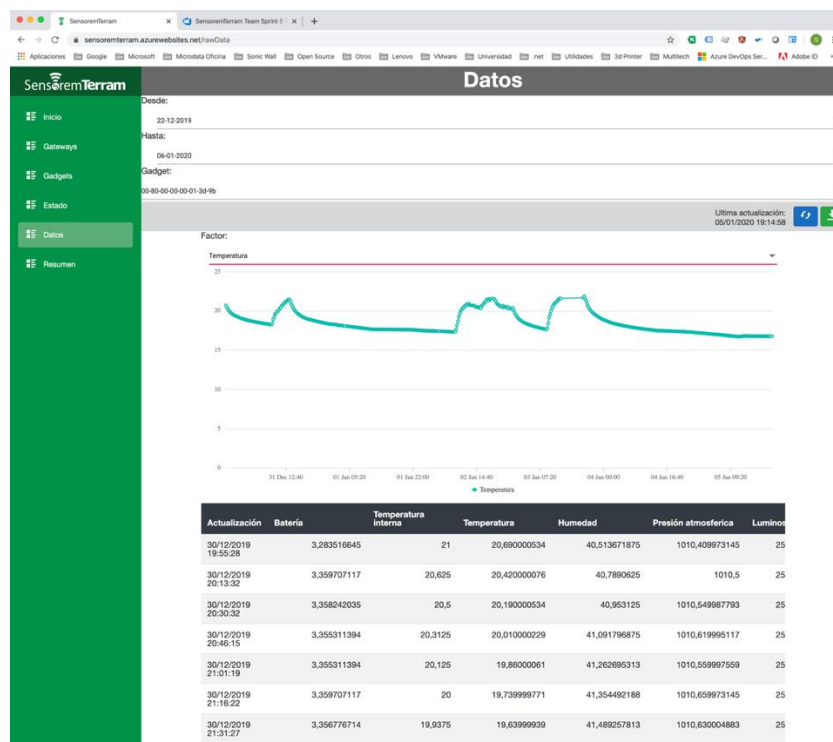 SensoremTerram
SensoremTerram Team Sprint 5
sensoremterram.azurewebsites.net/rawData
Aplicaciones Google Microsoft Microdata Oficina Sonic Wall Open Source Otros Lenovo VMware Universidad .net Utilidades 3d Printer Multitech Azure DevOps Ser... Adobe ID
SensoremTerram
Datos
Inicio
Gateways
Gadgets
Estado
Datos
Resumen
Desde:
22-12-2019
Hasta:
06-01-2020
Gadget:
00-80-00-00-00-01-3d-9b
Ultima actualización:
05/01/2020 19:14:58
Factor:
Temperatura
25
20
15
10
5
0
31 Dec 12:40 01 Jan 05:20 01 Jan 22:00 02 Jan 14:40 03 Jan 07:20 04 Jan 00:00 04 Jan 16:40 05 Jan 09:20
Temperatura
Actualización Batería Temperatura interna Temperatura Humedad Presión atmosferica Luminos
30/12/2019 19:55:28 3,283516645 21 20,690000534 40,513671875 1010,409973145 25
30/12/2019 20:13:32 3,359707117 20,625 20,420000076 40,7890625 1010,5 25
30/12/2019 20:30:32 3,358242035 20,5 20,190000534 40,953125 1010,549987793 25
30/12/2019 20:46:15 3,355311394 20,3125 20,010000229 41,091796875 1010,619995117 25
30/12/2019 21:01:19 3,355311394 20,125 19,86000061 41,262695313 1010,559997559 25
30/12/2019 21:16:22 3,359707117 20 19,739999771 41,354492188 1010,659973145 25
30/12/2019 21:31:27 3,356776714 19,9375 19,63999939 41,489257813 1010,630004883 25